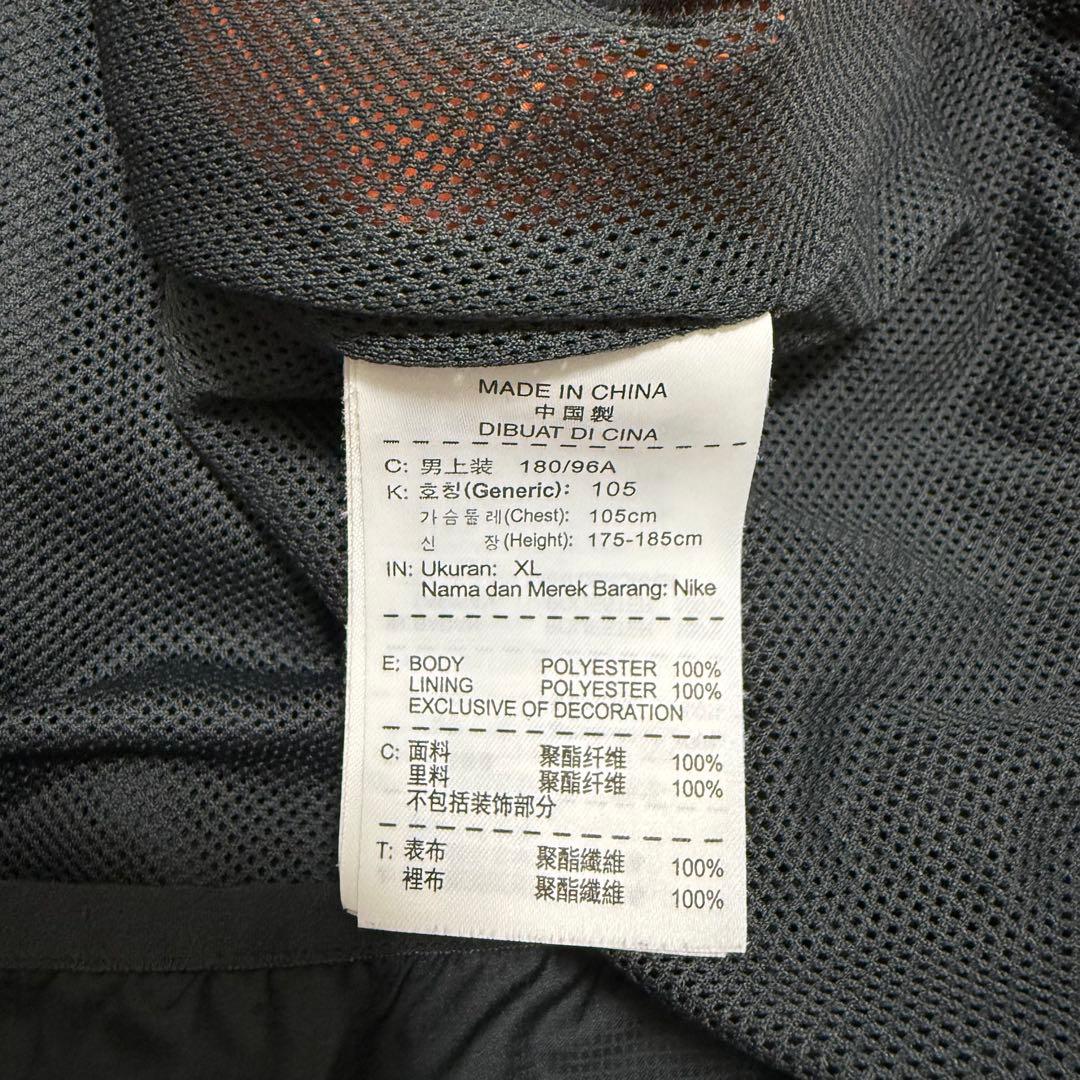 MADE IN CHINA
中国製
DIBUAT DI CINA
C: 男上装 180/96A
K: 호칭(Generic): 105
가슴둘레(Chest): 105cm
신 장(Height): 175-185cm
IN: Ukuran: XL
Nama dan Merek Barang: Nike
E: BODY POLYESTER 100%
LINING POLYESTER 100%
EXCLUSIVE OF DECORATION
C: 面料 聚酯纤维 100%
里料 聚酯纤维 100%
不包括装饰部分
T: 表布 聚酯纖維 100%
裡布 聚酯纖維 100%